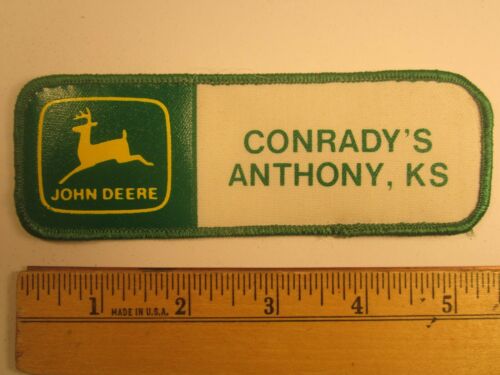 CONRADY'S
ANTHONY, KS
JOHN DEERE
1 2 3 4 5
MADE IN U.S.A.